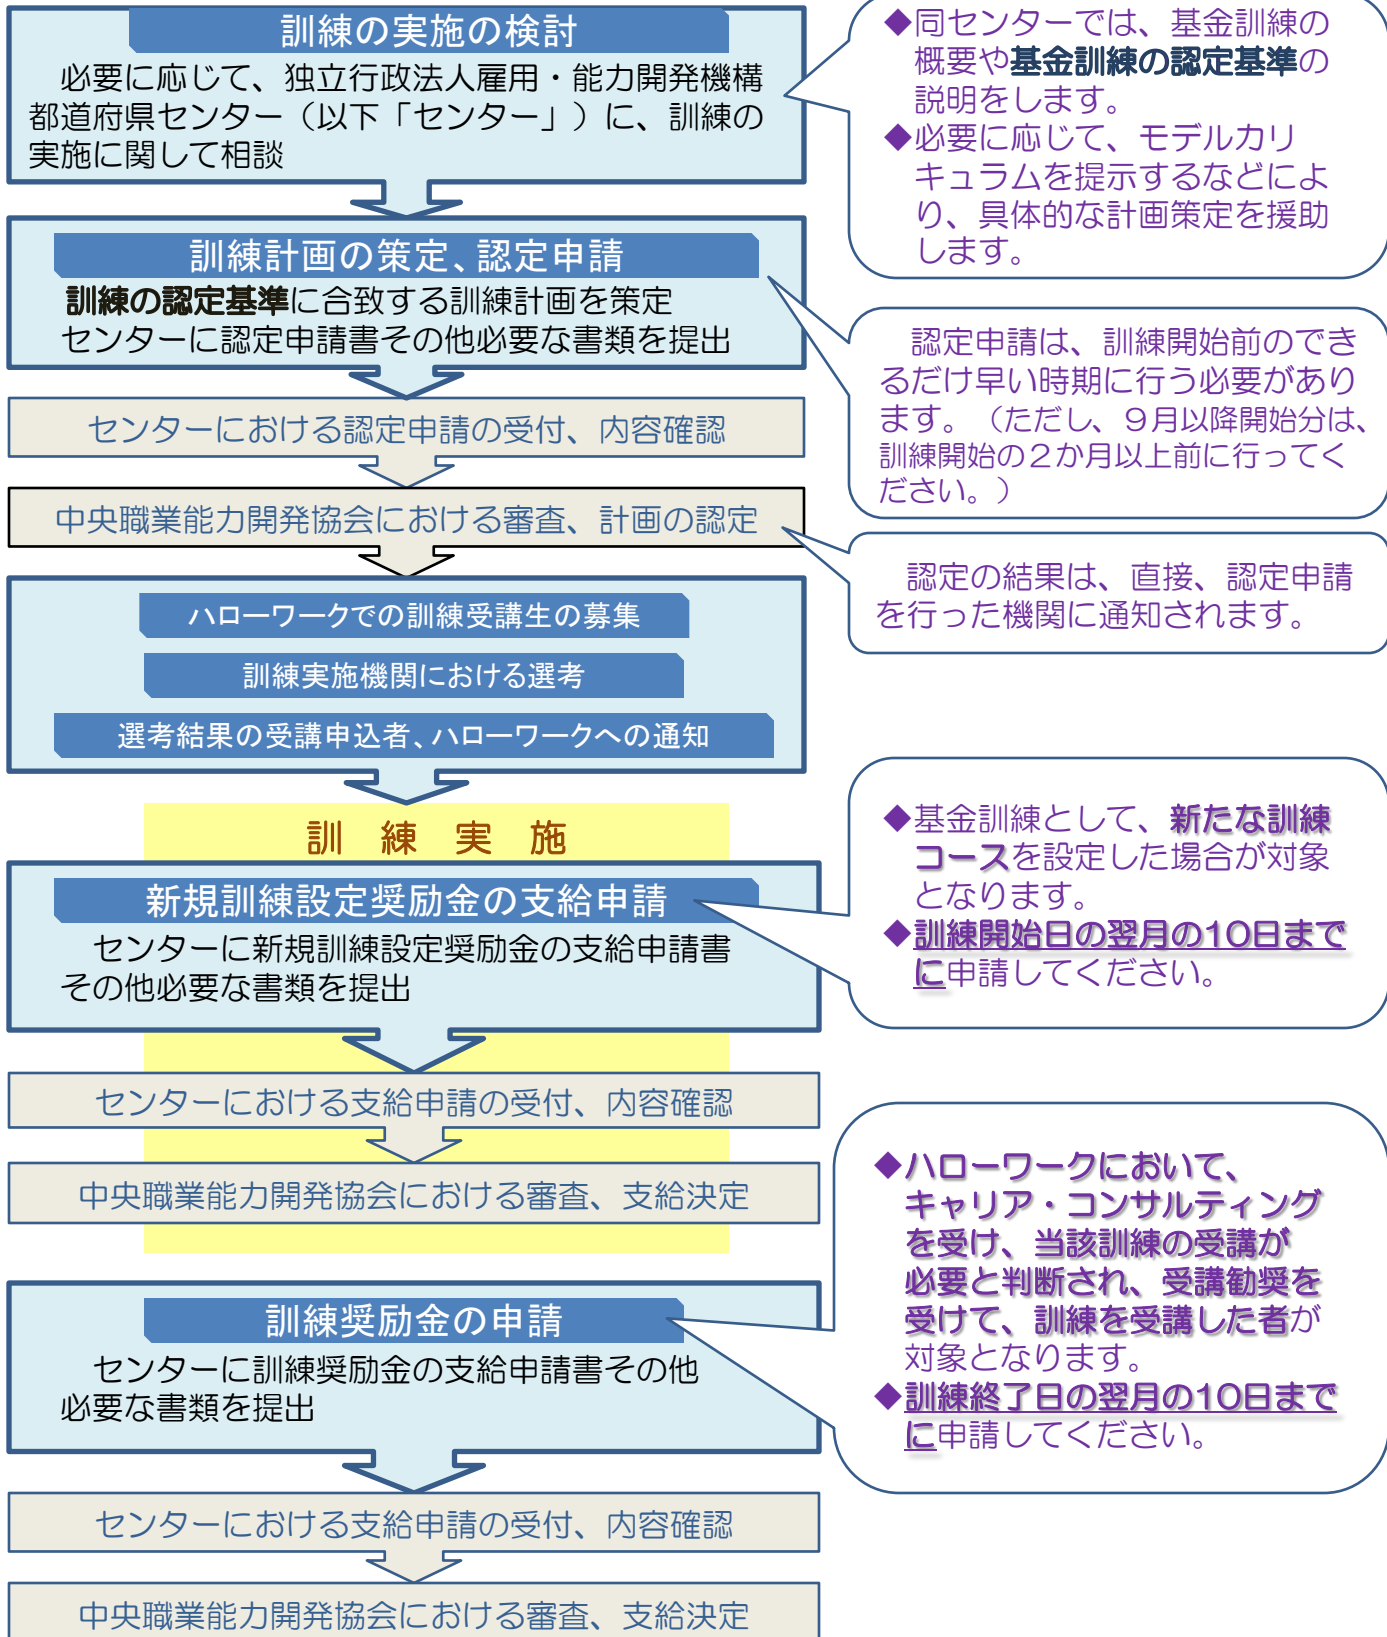 訓練の実施の検討
必要に応じて、独立行政法人雇用・能力開発機構
都道府県センター（以下「センター」）に、訓練の
実施に関して相談
◆同センターでは、基金訓練の
概要や基金訓練の認定基準の
説明をします。
◆必要に応じて、モデルカリ
キュラムを提示するなどによ
り、具体的な計画策定を援助
します。
訓練計画の策定、認定申請
訓練の認定基準に合致する訓練計画を策定
センターに認定申請書その他必要な書類を提出
認定申請は、訓練開始前のでき
るだけ早い時期に行う必要があり
ます。（ただし、９月以降開始分は、
訓練開始の２か月以上前に行ってく
ださい。）
センターにおける認定申請の受付、内容確認
中央職業能力開発協会における審査、計画の認定
認定の結果は、直接、認定申請
を行った機関に通知されます。
ハローワークでの訓練受講生の募集
訓練実施機関における選考
選考結果の受講申込者、ハローワークへの通知
訓　練　実　施
新規訓練設定奨励金の支給申請
センターに新規訓練設定奨励金の支給申請書
その他必要な書類を提出
◆基金訓練として、新たな訓練
コースを設定した場合が対象
となります。
◆訓練開始日の翌月の10日まで
に申請してください。
センターにおける支給申請の受付、内容確認
中央職業能力開発協会における審査、支給決定
訓練奨励金の申請
センターに訓練奨励金の支給申請書その他
必要な書類を提出
◆ハローワークにおいて、
キャリア・コンサルティング
を受け、当該訓練の受講が
必要と判断され、受講勧奨を
受けて、訓練を受講した者が
対象となります。
◆訓練終了日の翌月の10日まで
に申請してください。
センターにおける支給申請の受付、内容確認
中央職業能力開発協会における審査、支給決定